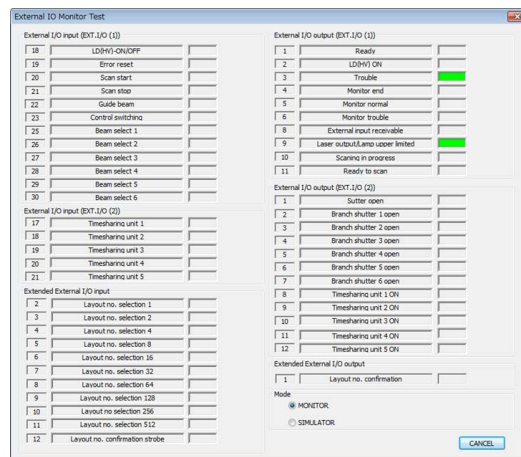 External IO Monitor Test
External I/O input (EXT.I/O (1))
18 LD(HV)-ON/OFF
19 Error reset
20 Scan start
21 Scan stop
22 Guide beam
23 Control switching
25 Beam select 1
26 Beam select 2
27 Beam select 3
28 Beam select 4
29 Beam select 5
30 Beam select 6
External I/O input (EXT.I/O (2))
17 Timesharing unit 1
18 Timesharing unit 2
19 Timesharing unit 3
20 Timesharing unit 4
21 Timesharing unit 5
Extended External I/O input
2 Layout no. selection 1
3 Layout no. selection 2
4 Layout no. selection 4
5 Layout no. selection 8
6 Layout no. selection 16
7 Layout no. selection 32
8 Layout no. selection 64
9 Layout no. selection 128
10 Layout no selection 256
11 Layout no. selection 512
12 Layout no. confirmation strobe
External I/O output (EXT.I/O (1))
1 Ready
2 LD(HV) ON
3 Trouble
4 Monitor end
5 Monitor normal
6 Monitor trouble
8 External input receivable
9 Laser output/Lamp upper limited
10 Scaning in progress
11 Ready to scan
External I/O output (EXT.I/O (2))
1 Sutter open
2 Branch shutter 1 open
3 Branch shutter 2 open
4 Branch shutter 3 open
5 Branch shutter 4 open
6 Branch shutter 5 open
7 Branch shutter 6 open
8 Timesharing unit 1 ON
9 Timesharing unit 2 ON
10 Timesharing unit 3 ON
11 Timesharing unit 4 ON
12 Timesharing unit 5 ON
Extended External I/O output
1 Layout no. confirmation
Mode
MONITOR
SIMULATOR
CANCEL